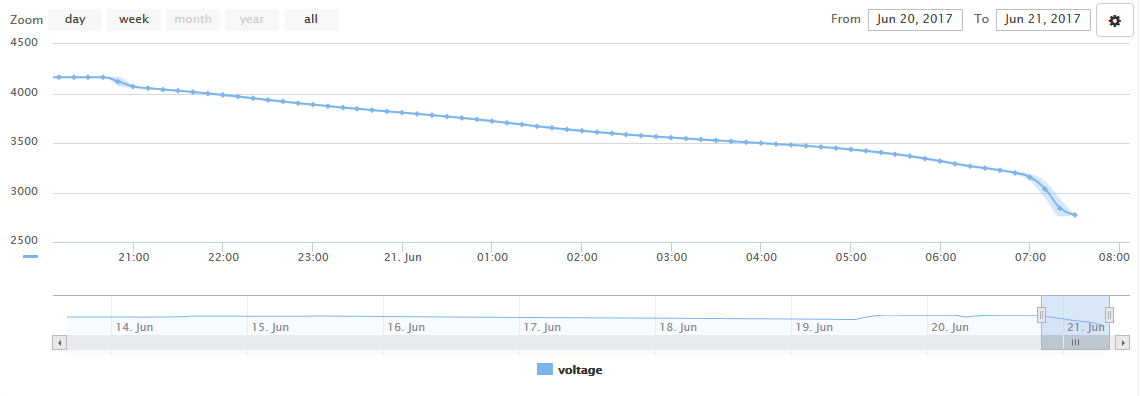 Zoom day week month year all From Jun 20, 2017 To Jun 21, 2017
4500
4000
3500
3000
2500
21:00 22:00 23:00 21. Jun 01:00 02:00 03:00 04:00 05:00 06:00 07:00 08:00
14. Jun 15. Jun 16. Jun 17. Jun 18. Jun 19. Jun 20. Jun 21. Jun
voltage